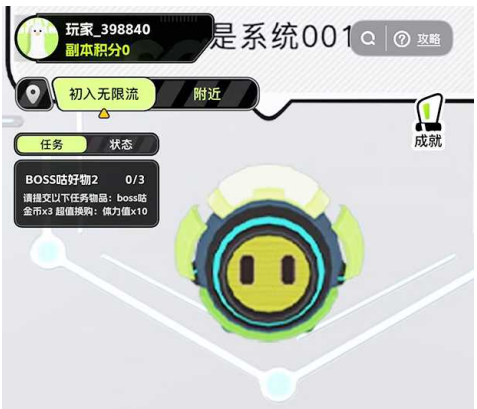 玩家_398840
副本积分0
是系统001
攻略
初入无限流
附近
成就
任务
状态
BOSS咕好物2 0/3
请提交以下任务物品：boss咕
金币x3 超值换购：体力值x10